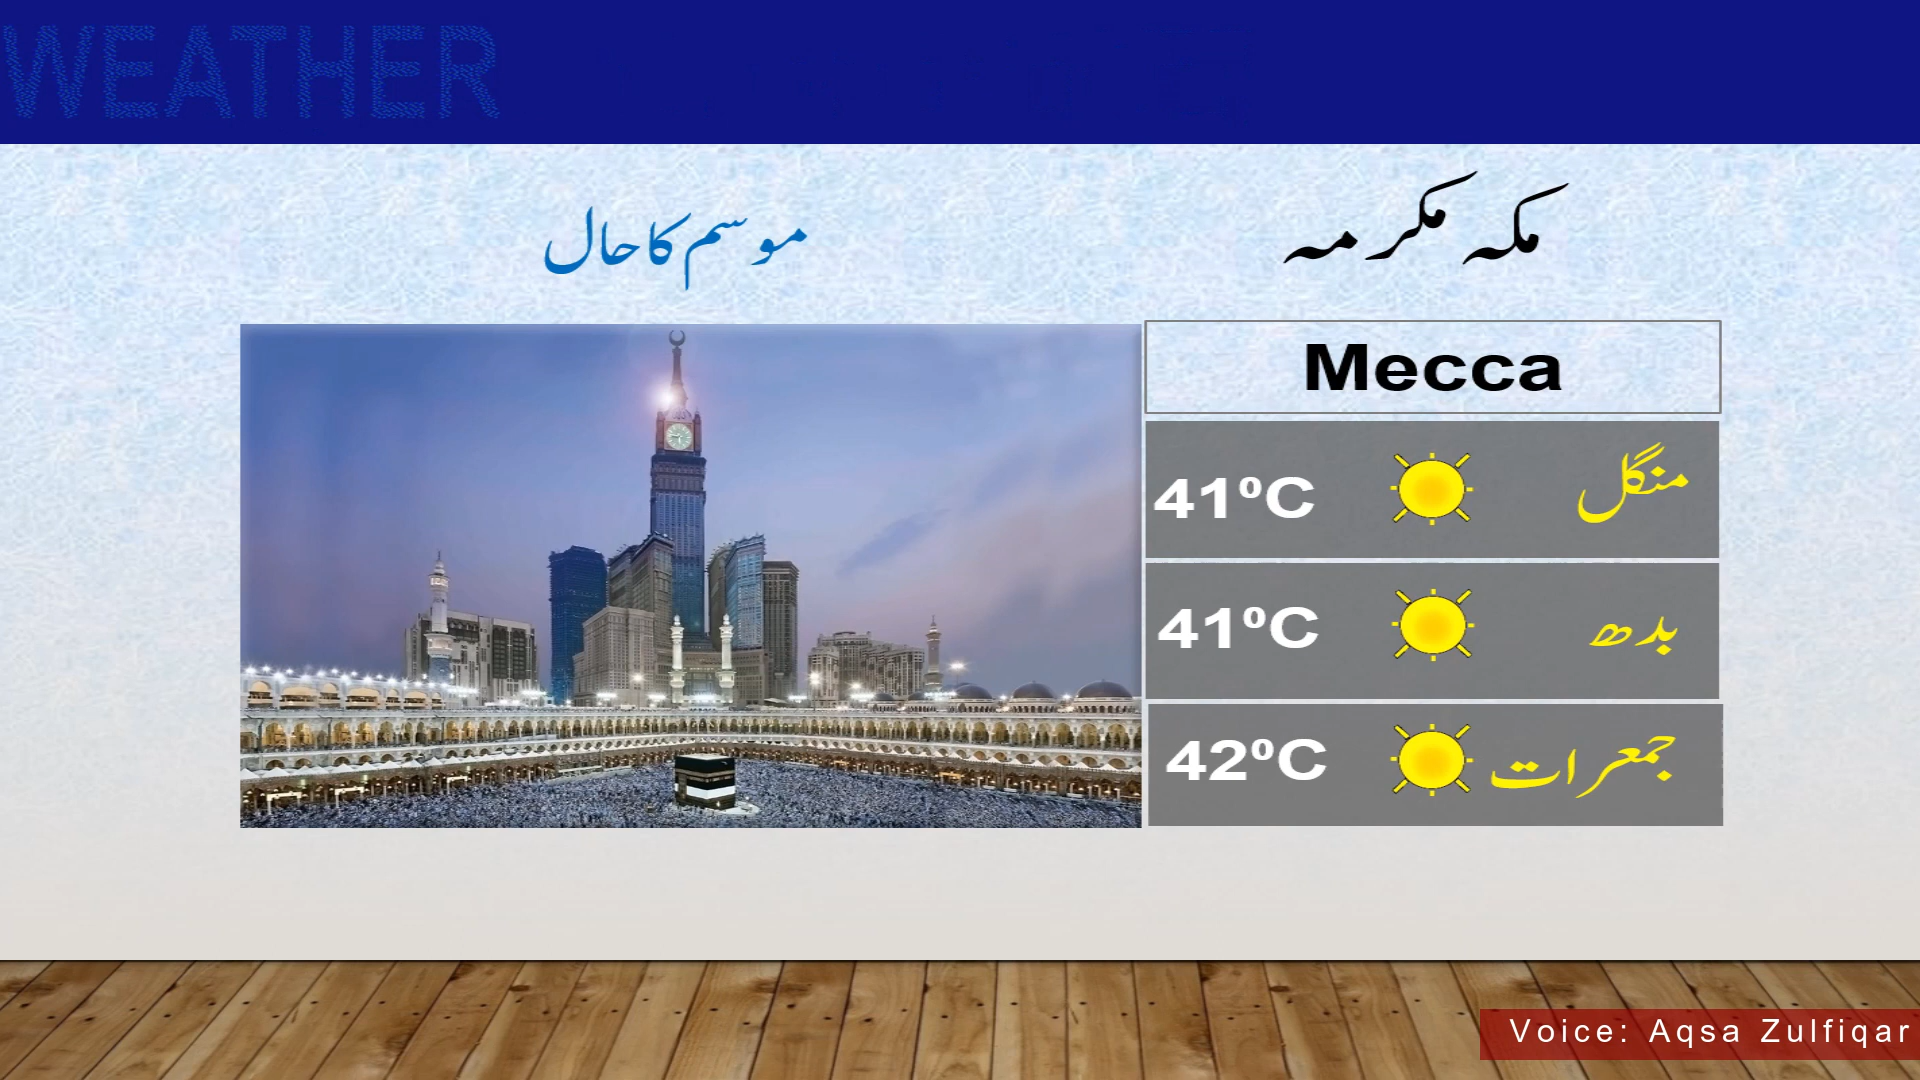 WEATHER
موسم کا حال
مکہ مکرمہ
Mecca
41ºC منگل
41ºC بدھ
42ºC جمعرات
Voice: Aqsa Zulfiqar